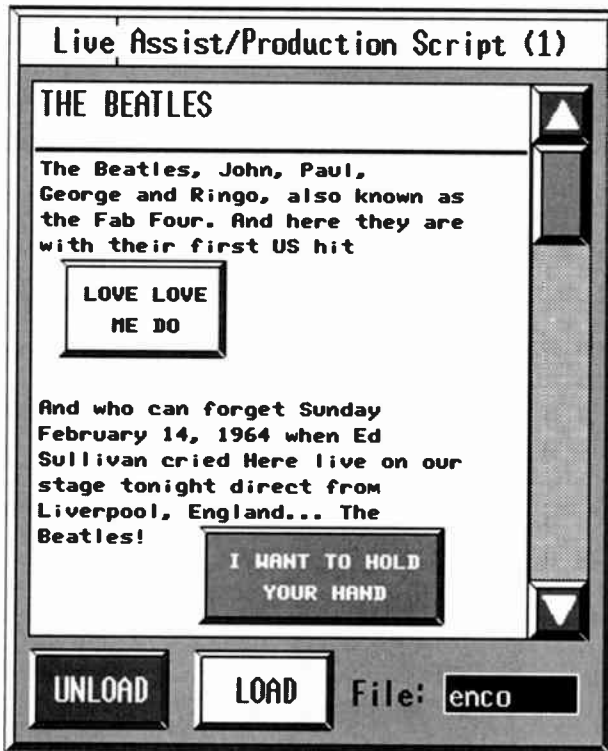 Live Assist/Production Script (1)
THE BEATLES
The Beatles, John, Paul,
George and Ringo, also known as
the Fab Four. And here they are
with their first US hit
LOVE LOVE
ME DO
And who can forget Sunday
February 14, 1964 when Ed
Sullivan cried Here live on our
stage tonight direct from
Liverpool, England... The
Beatles!
I WANT TO HOLD
YOUR HAND
UNLOAD
LOAD
File: enco